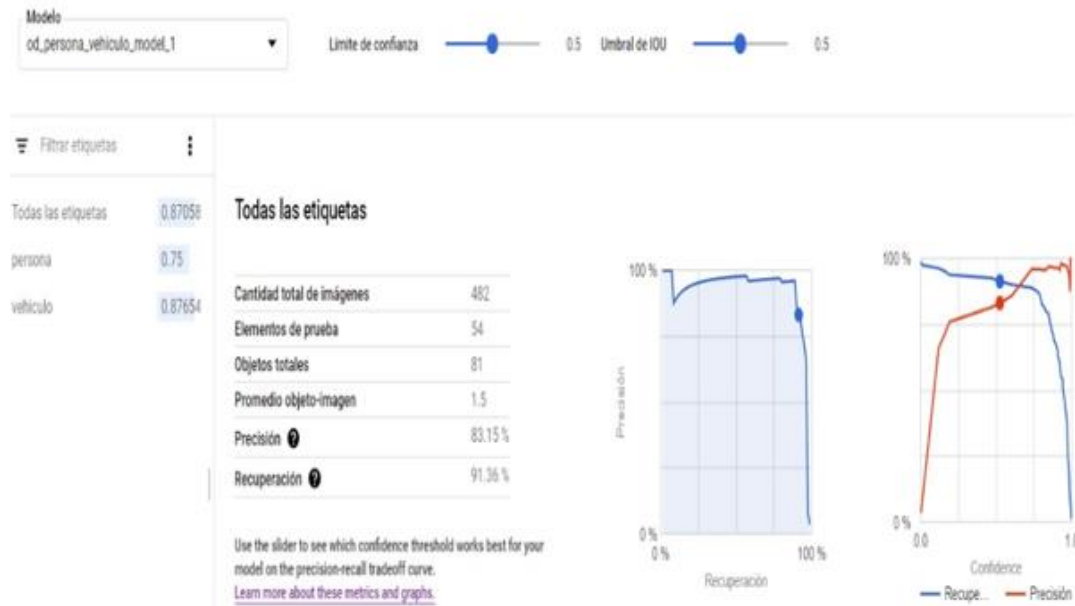 Modelo
od_persona_vehiculo_model_1
Límite de confianza 0.5 Umbral de IOU 0.5
Filtrar etiquetas
Todas las etiquetas 0.87058
persona 0.75
vehiculo 0.87654
Todas las etiquetas
Cantidad total de imágenes 482
Elementos de prueba 54
Objetos totales 81
Promedio objeto-imagen 1.5
Precisión ? 83.15 %
Recuperación ? 91.36 %
Use the slider to see which confidence threshold works best for your
model on the precision-recall tradeoff curve.
Learn more about these metrics and graphs.
100 %
Precisión
0 %
0 % 100 %
Recuperación
100 %
0 %
0.0 1.
Confidence
Recupe... Precisión